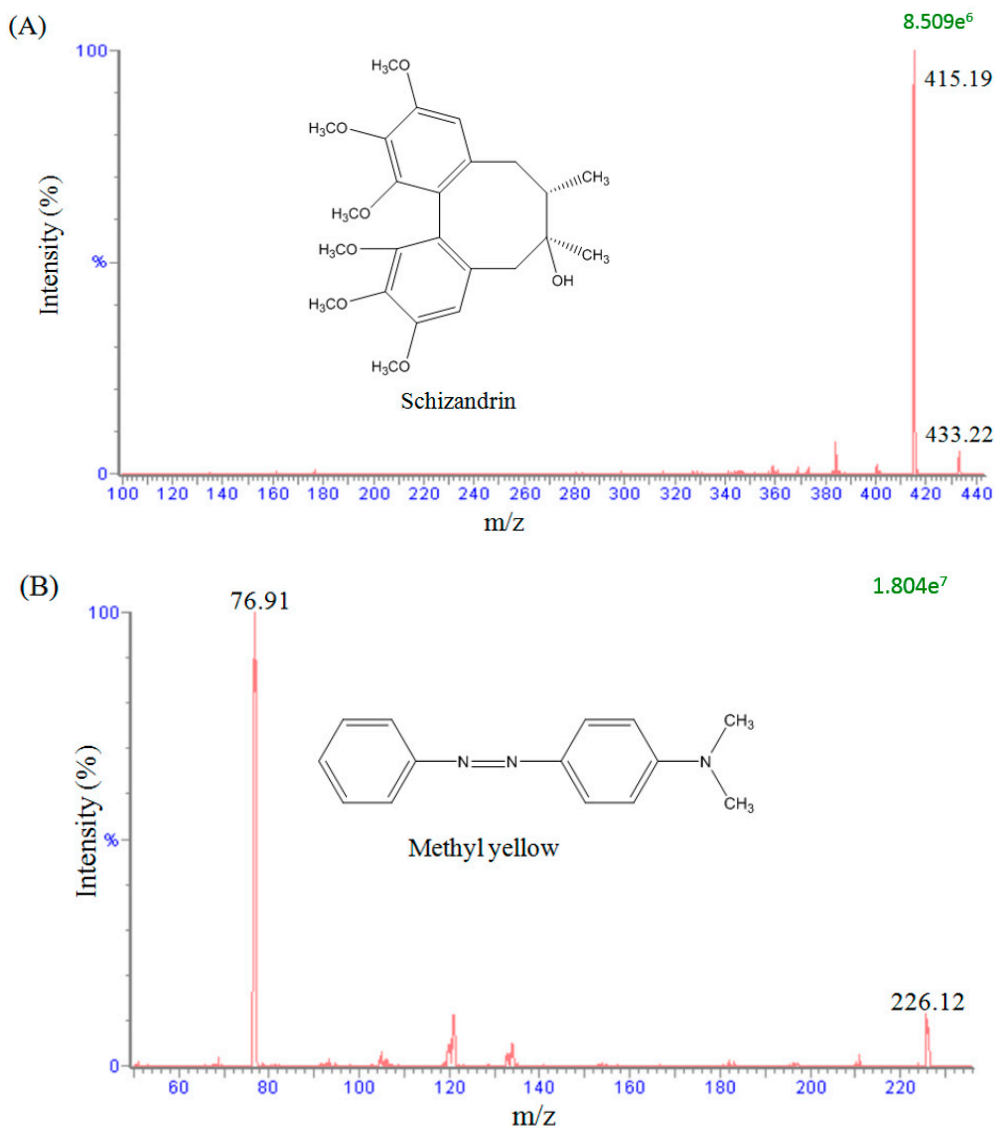 (A)
8.509e⁶
100
415.19
OCH₃
H₃CO
CH₃
H₃CO
H₃CO
CH₃
OH
H₃CO
OCH₃
Schizandrin
Intensity (%)
%
433.22
0
100 120 140 160 180 200 220 240 260 280 300 320 340 360 380 400 420 440
m/z
(B)
1.804e⁷
76.91
100
CH₃
N
N
N
CH₃
Methyl yellow
Intensity (%)
%
226.12
0
60 80 100 120 140 160 180 200 220
m/z